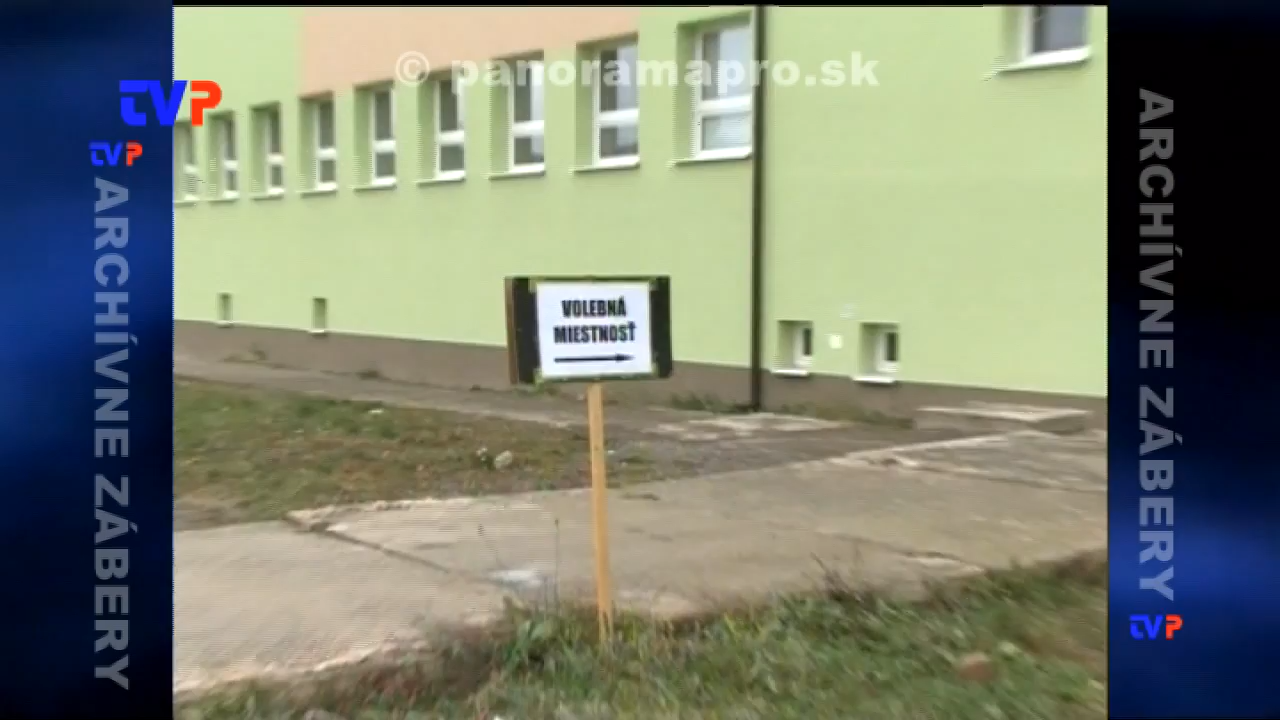 © panoramapro.sk
TVP
TVP
ARCHÍVNE ZÁBERY
VOLEBNÁ
MIESTNOSŤ
ARCHÍVNE ZÁBERY
TVP